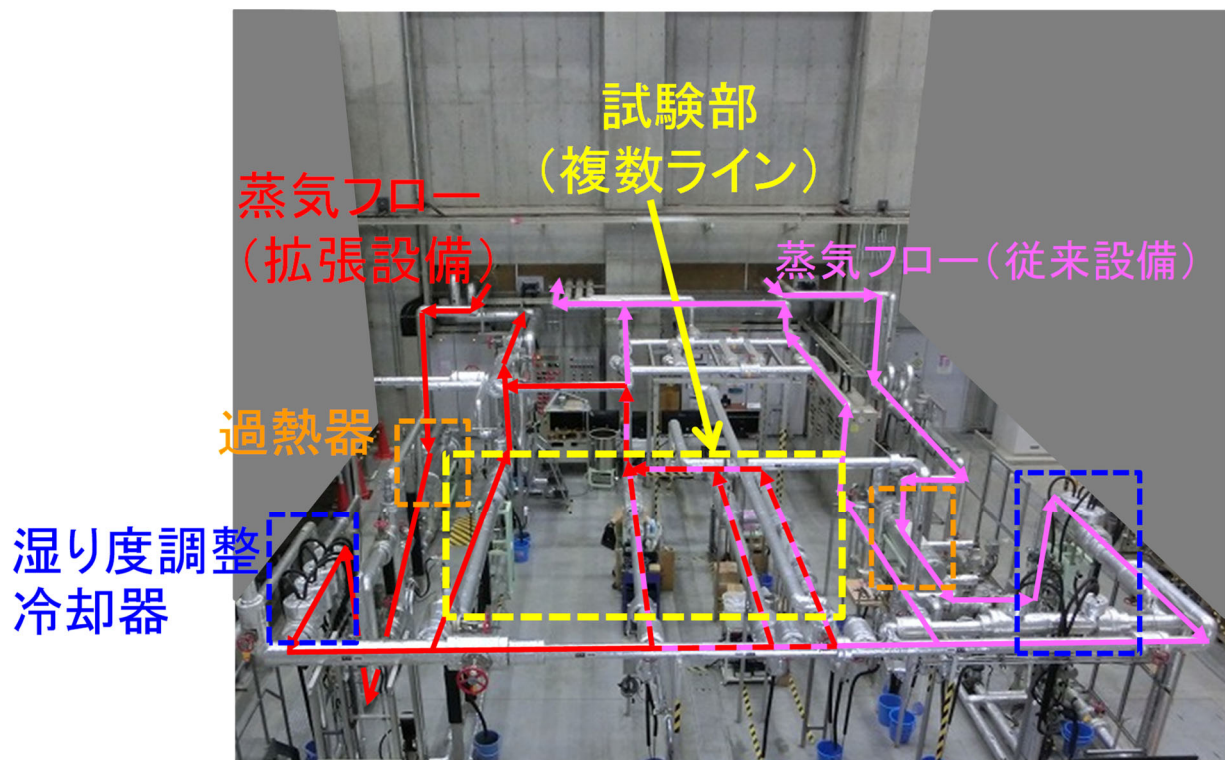 試験部
（複数ライン）
蒸気フロー
（拡張設備）
蒸気フロー（従来設備）
過熱器
湿り度調整
冷却器